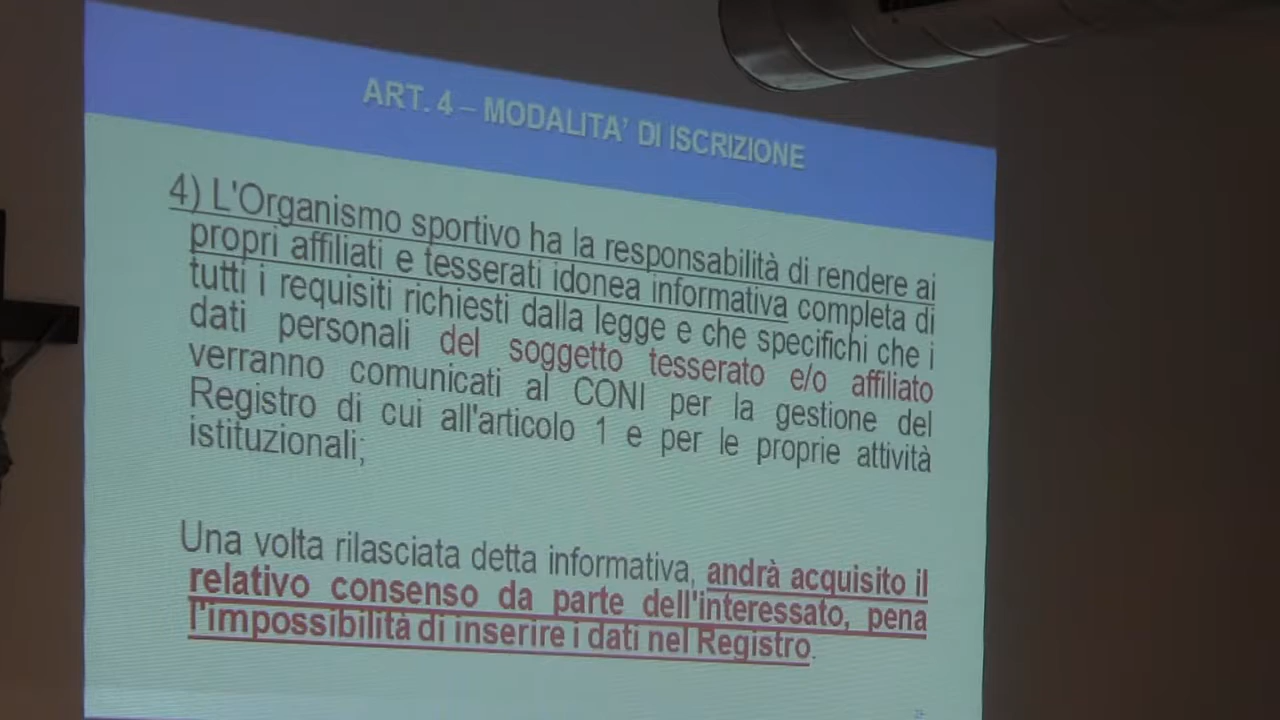 ART. 4 – MODALITA' DI ISCRIZIONE
4) L'Organismo sportivo ha la responsabilità di rendere ai
propri affiliati e tesserati idonea informativa completa di
tutti i requisiti richiesti dalla legge e che specifichi che i
dati personali del soggetto tesserato e/o affiliato
verranno comunicati al CONI per la gestione del
Registro di cui all'articolo 1 e per le proprie attività
istituzionali;
Una volta rilasciata detta informativa, andrà acquisito il
relativo consenso da parte dell'interessato, pena
l'impossibilità di inserire i dati nel Registro.